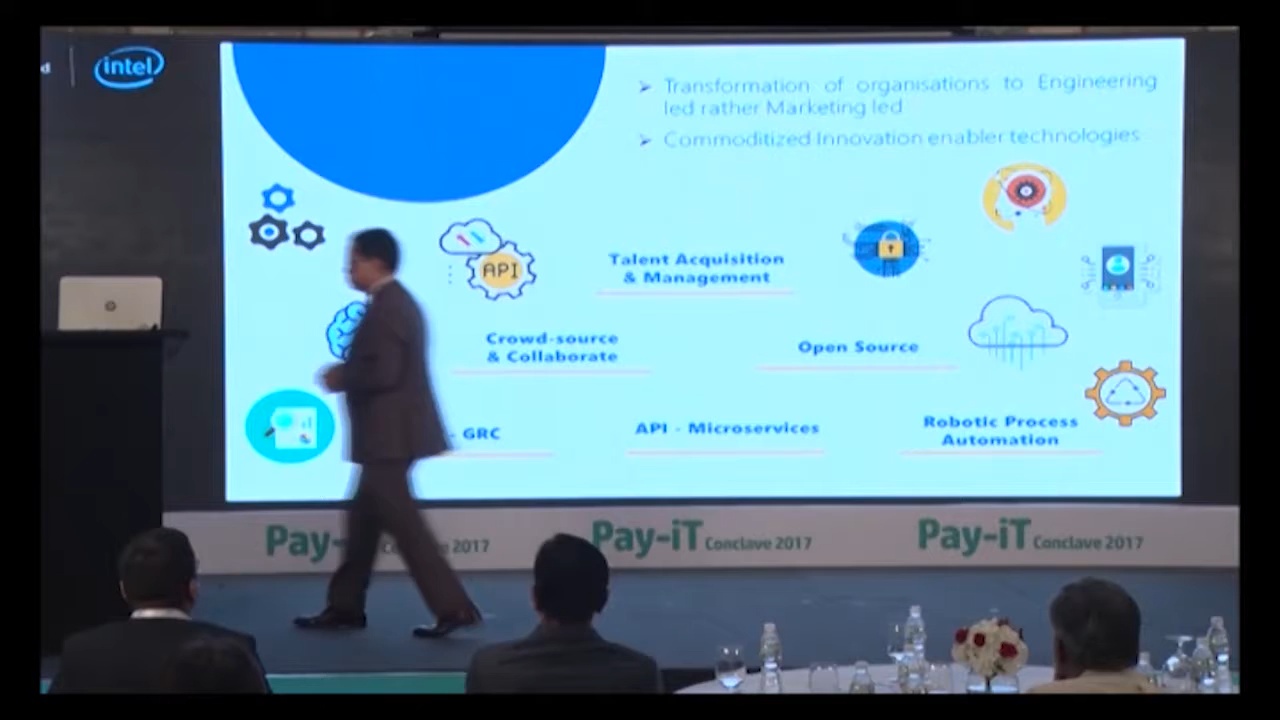 intel
Transformation of organisations to Engineering
led rather Marketing led
Commoditized Innovation enabler technologies
API
Talent Acquisition
& Management
Crowd-source
& Collaborate
Open Source
- GRC
API - Microservices
Robotic Process
Automation
Pay- Conclave 2017
Pay-iT Conclave 2017
Pay-iT Conclave 2017